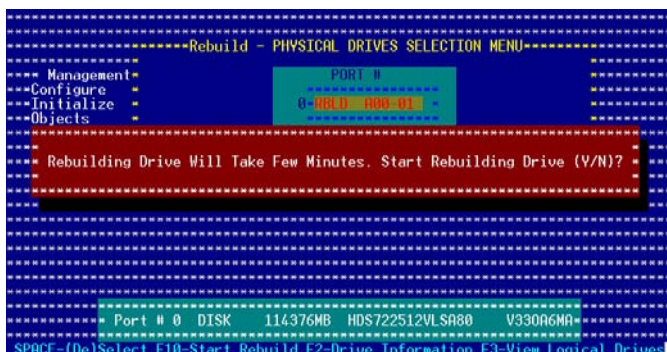 Rebuild - PHYSICAL DRIVES SELECTION MENU
Management
PORT #
Configure
0 RBLD A00-01
Initialize
Objects
Rebuilding Drive Will Take Few Minutes. Start Rebuilding Drive (Y/N)?
Port # 0 DISK 114376MB HDS722512VLSA80 V33OA6MA
SPACE-(De)Select F10-Start Rebuild F2-Drive Information F3-View Logical Drives